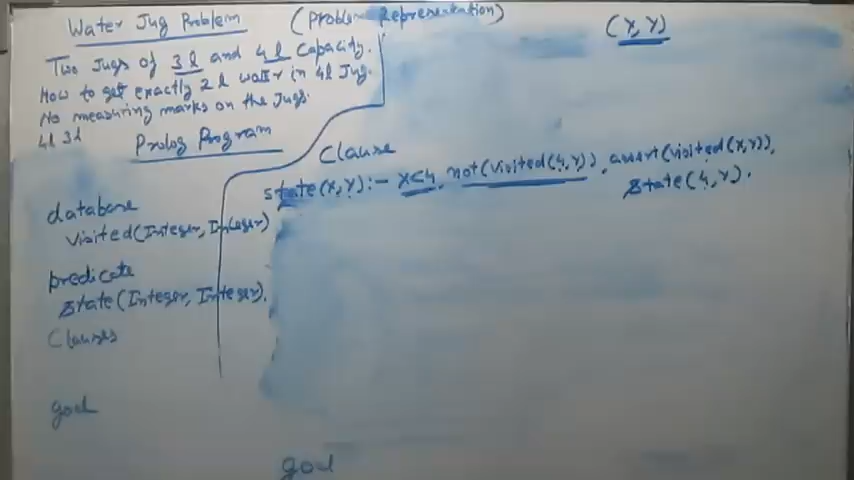 Water Jug Problem (Problem Representation)
(X, Y)
Two Jugs of 3 l and 4 l Capacity.
How to get exactly 2 l water in 4l Jug.
No measuring marks on the Jugs.
4l 3l
Prolog Program
Clause
state(X,Y):- X<4, not(visited(4,Y)), assert(visited(X,Y)),
state(4,Y).
database
visited(Integer, Integer)
predicate
state(Integer, Integer).
Clauses
goal
goal